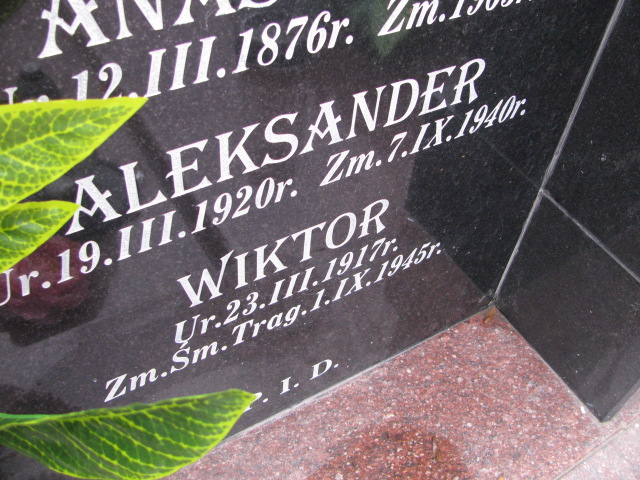 Ur.12.III.1876r.
ALEKSANDER
Ur.19.III.1920r. Zm.7.IX.1940r.
WIKTOR
Ur.23.III.1917r.
Zm.Śm.Trag.1.IX.1945r.
P. I. D.